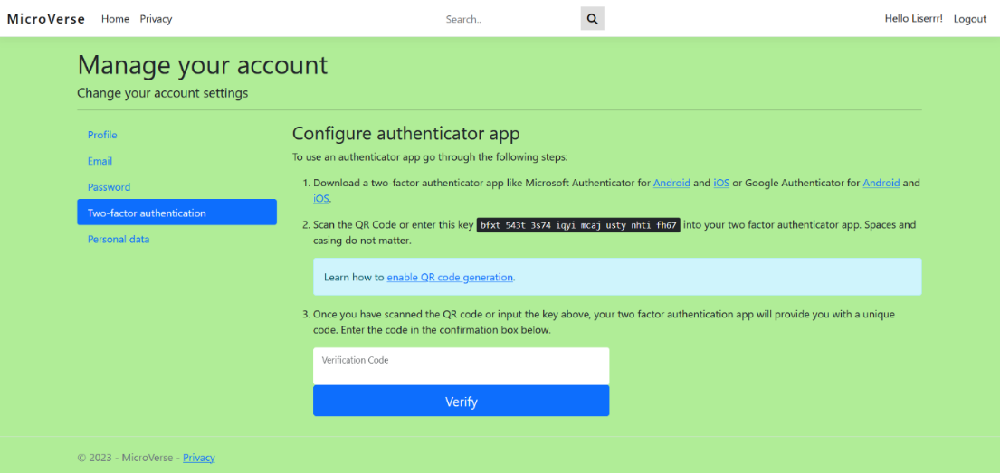 MicroVerse Home Privacy Search.. Hello Liserrr! Logout
Manage your account
Change your account settings
Profile
Email
Password
Two-factor authentication
Personal data
Configure authenticator app
To use an authenticator app go through the following steps:
1. Download a two-factor authenticator app like Microsoft Authenticator for Android and iOS or Google Authenticator for Android and
iOS.
2. Scan the QR Code or enter this key bfxt 543t 3s74 iqyi mcaj usty nhti fh67 into your two factor authenticator app. Spaces and
casing do not matter.
Learn how to enable QR code generation.
3. Once you have scanned the QR code or input the key above, your two factor authentication app will provide you with a unique
code. Enter the code in the confirmation box below.
Verification Code
Verify
© 2023 - MicroVerse - Privacy